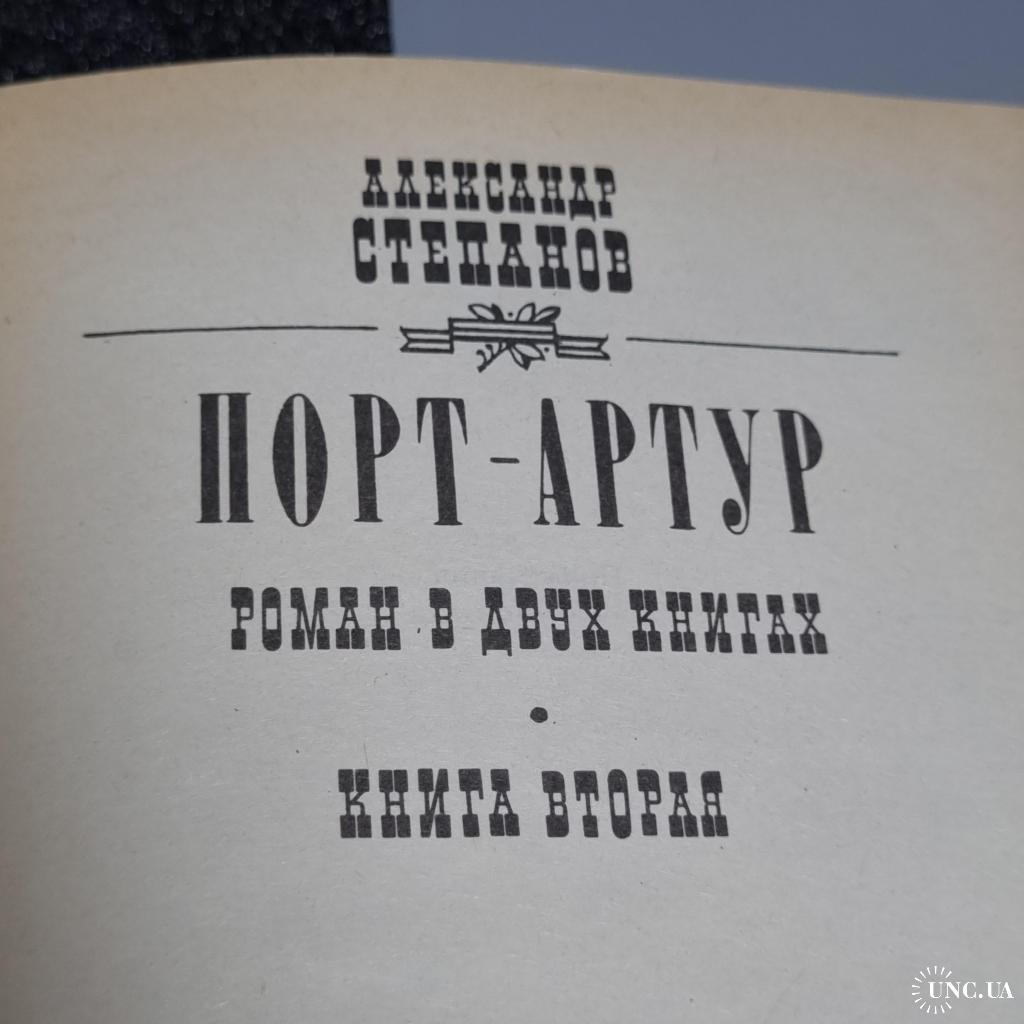 АЛЕКСАНДР
СТЕПАНОВ
ПОРТ-АРТУР
РОМАН В ДВУХ КНИГАХ
•
КНИГА ВТОРАЯ
UNC.UA